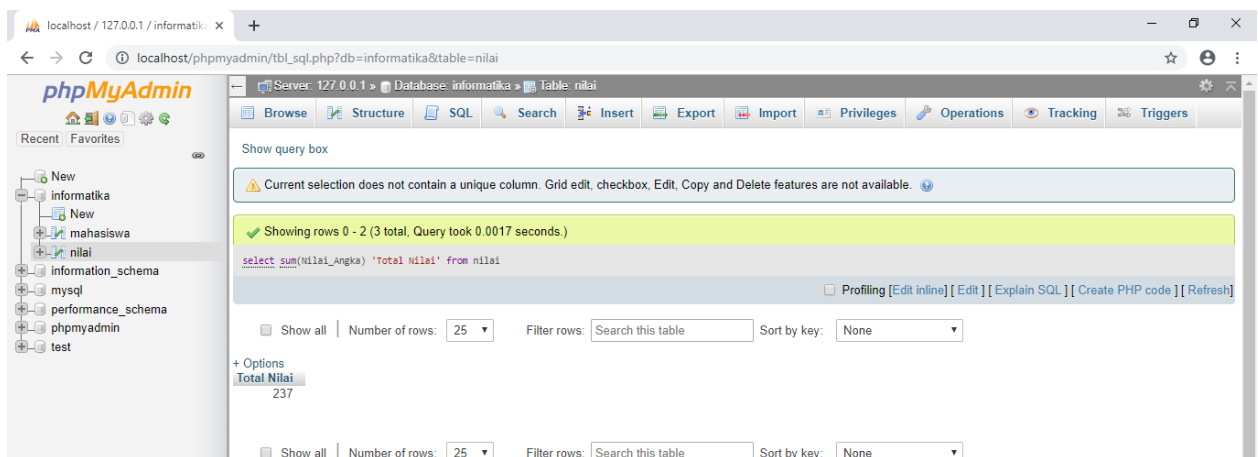 localhost / 127.0.0.1 / informatika
localhost/phpmyadmin/tbl_sql.php?db=informatika&table=nilai
phpMyAdmin
Recent Favorites
New
informatika
New
mahasiswa
nilai
information_schema
mysql
performance_schema
phpmyadmin
test
Server: 127.0.0.1 » Database: informatika » Table: nilai
Browse Structure SQL Search Insert Export Import Privileges Operations Tracking Triggers
Show query box
Current selection does not contain a unique column. Grid edit, checkbox, Edit, Copy and Delete features are not available.
Showing rows 0 - 2 (3 total, Query took 0.0017 seconds.)
select sum(Nilai_Angka) 'Total Nilai' from nilai
Profiling [Edit inline] [ Edit ] [ Explain SQL ] [ Create PHP code ] [ Refresh]
Show all | Number of rows: 25 Filter rows: Search this table Sort by key: None
+ Options
Total Nilai
237
Show all | Number of rows: 25 Filter rows: Search this table Sort by key: None